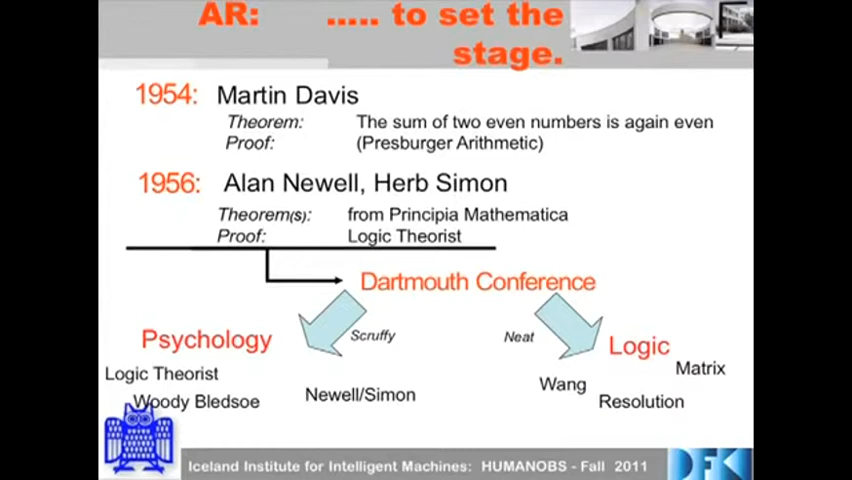 AR: ..... to set the
stage.
1954: Martin Davis
Theorem: The sum of two even numbers is again even
Proof: (Presburger Arithmetic)
1956: Alan Newell, Herb Simon
Theorem(s): from Principia Mathematica
Proof: Logic Theorist
Dartmouth Conference
Scruffy
Neat
Psychology
Logic
Logic Theorist
Matrix
Newell/Simon
Wang
Woody Bledsoe
Resolution
Iceland Institute for Intelligent Machines: HUMANOBS - Fall 2011
DFK